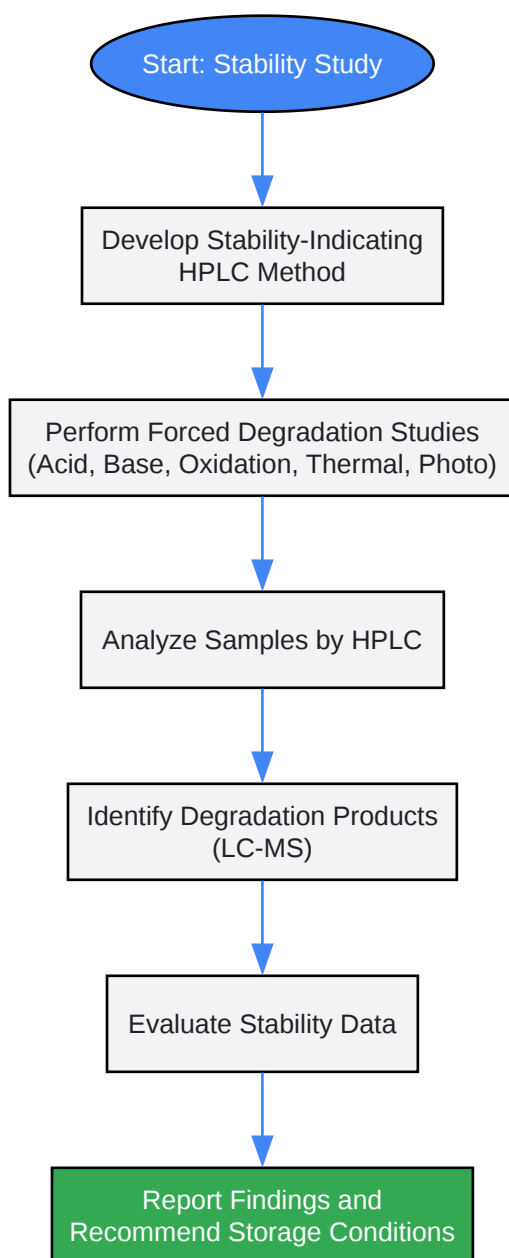 Start: Stability Study
Develop Stability-Indicating
HPLC Method
Perform Forced Degradation Studies
(Acid, Base, Oxidation, Thermal, Photo)
Analyze Samples by HPLC
Identify Degradation Products
(LC-MS)
Evaluate Stability Data
Report Findings and
Recommend Storage Conditions